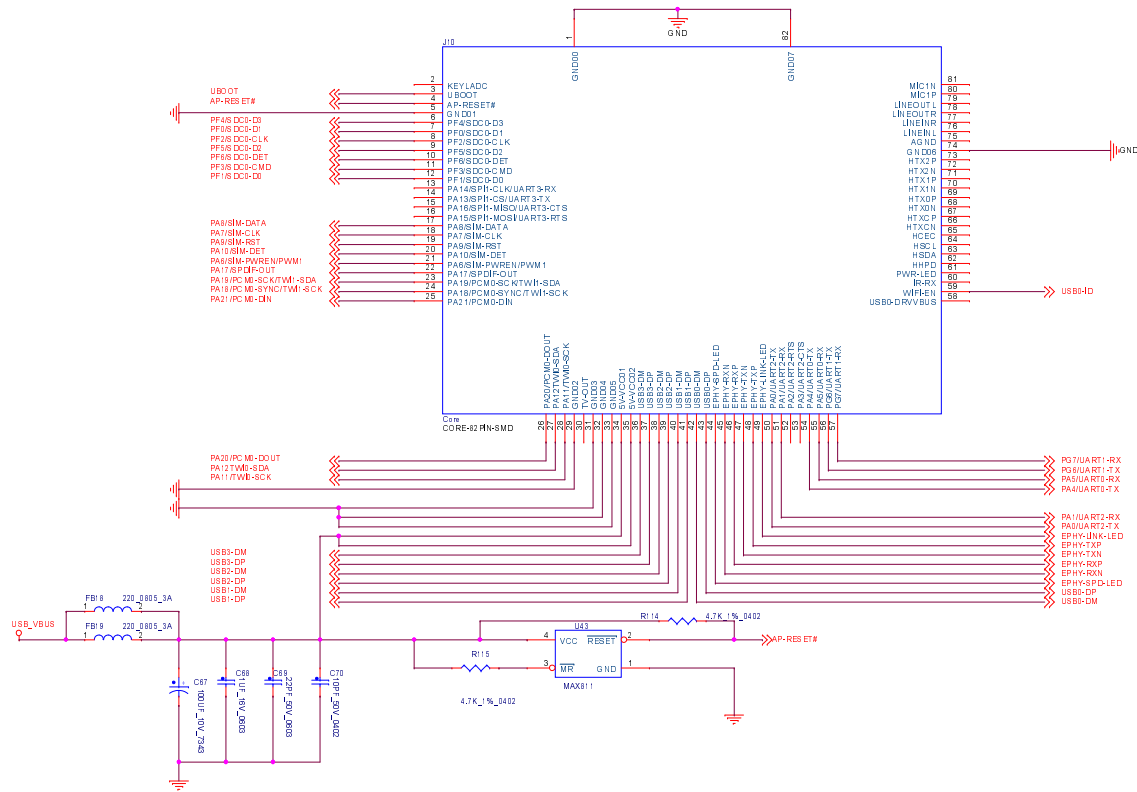 GND
1
82
J10
GND00
GND07
2 KEYLADC
3 UBOOT
4 AP-RESET#
5 GND01
6 PF4/SDC0-D3
7 PF0/SDC0-D1
8 PF2/SDC0-CLK
9 PF5/SDC0-D2
10 PF6/SDC0-DET
11 PF3/SDC0-CMD
12 PF1/SDC0-D0
13 PA14/SPI1-CLK/UART3-RX
14 PA13/SPI1-CS/UART3-TX
15 PA16/SPI1-MISO/UART3-CTS
16 PA15/SPI1-MOSI/UART3-RTS
17 PA8/SIM-DATA
18 PA7/SIM-CLK
19 PA9/SIM-RST
20 PA10/SIM-DET
21 PA6/SIM-PWREN/PWM1
22 PA17/SPDIF-OUT
23 PA19/PCM0-SCK/TWI1-SDA
24 PA18/PCM0-SYNC/TWI1-SCK
25 PA21/PCM0-DIN
UBOOT
AP-RESET#
PF4/SDC0-D3
PF0/SDC0-D1
PF2/SDC0-CLK
PF5/SDC0-D2
PF6/SDC0-DET
PF3/SDC0-CMD
PF1/SDC0-D0
PA8/SIM-DATA
PA7/SIM-CLK
PA9/SIM-RST
PA10/SIM-DET
PA6/SIM-PWREN/PWM1
PA17/SPDIF-OUT
PA19/PCM0-SCK/TWI1-SDA
PA18/PCM0-SYNC/TWI1-SCK
PA21/PCM0-DIN
MIC1N 81
MIC1P 80
LINEOUTL 79
LINEOUTR 78
LINEINR 77
LINEINL 76
AGND 75
GND06 74
HTX2P 73
HTX2N 72
HTX1P 71
HTX1N 70
HTX0P 69
HTX0N 68
HTXCP 67
HTXCN 66
HCEC 65
HSCL 64
HSDA 63
HHPD 62
PWR-LED 61
IR-RX 60
WIFI-EN 59
USB0-DRVVBUS 58
GND
USB0-ID
PA20/PCM0-DOUT 26
PA12TWI0-SDA 27
PA11/TWI0-SCK 28
GND02 29
TV-OUT 30
GND03 31
GND04 32
GND05 33
5V-VCC01 34
5V-VCC02 35
USB3-DM 36
USB3-DP 37
USB2-DM 38
USB2-DP 39
USB1-DM 40
USB1-DP 41
USB0-DM 42
USB0-DP 43
EPHY-SPD-LED 44
EPHY-RXN 45
EPHY-RXP 46
EPHY-TXN 47
EPHY-TXP 48
EPHY-LINK-LED 49
PA0/UART2-TX 50
PA1/UART2-RX 51
PA2/UART2-RTS 52
PA3/UART2-CTS 53
PA4/UART0-TX 54
PA5/UART0-RX 55
PG6/UART1-TX 56
PG7/UART1-RX 57
Core
CORE-82PIN-SMD
PA20/PCM0-DOUT
PA12TWI0-SDA
PA11/TWI0-SCK
USB3-DM
USB3-DP
USB2-DM
USB2-DP
USB1-DM
USB1-DP
PG7/UART1-RX
PG6/UART1-TX
PA5/UART0-RX
PA4/UART0-TX
PA1/UART2-RX
PA0/UART2-TX
EPHY-LINK-LED
EPHY-TXP
EPHY-TXN
EPHY-RXP
EPHY-RXN
EPHY-SPD-LED
USB0-DP
USB0-DM
USB_VBUS
FB18 220_0805_3A
1 2
FB19 220_0805_3A
1 2
C67
100UF_10V_7343
C68
1UF_16V_0603
C69
22PF_50V_0603
C70
10PF_50V_0402
R114 4.7K_1%_0402
R115
4.7K_1%_0402
U43
4 VCC RESET 2
3 MR GND 1
MAX811
AP-RESET#